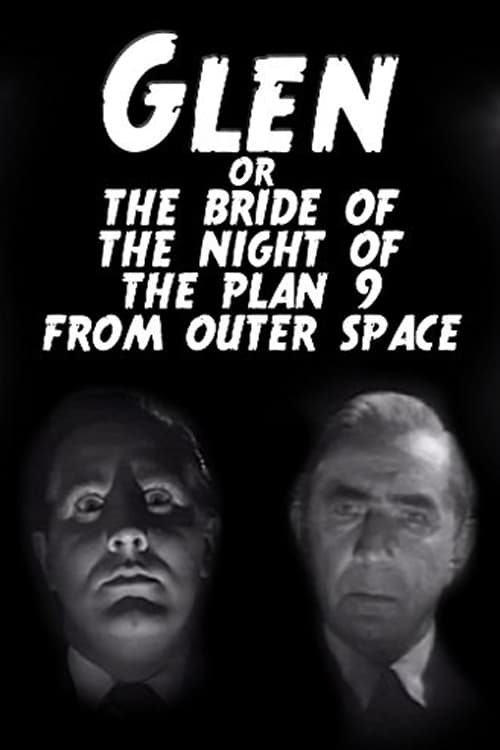 GLEN
OR
THE BRIDE OF
THE NIGHT OF
THE PLAN 9
FROM OUTER SPACE